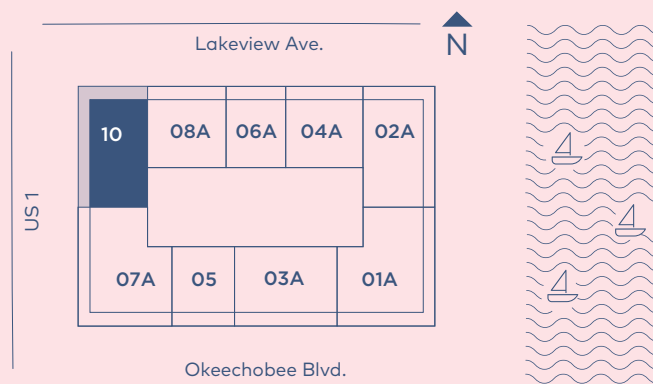 Lakeview Ave.
N
10
08A
06A
04A
02A
US 1
07A
05
03A
01A
Okeechobee Blvd.